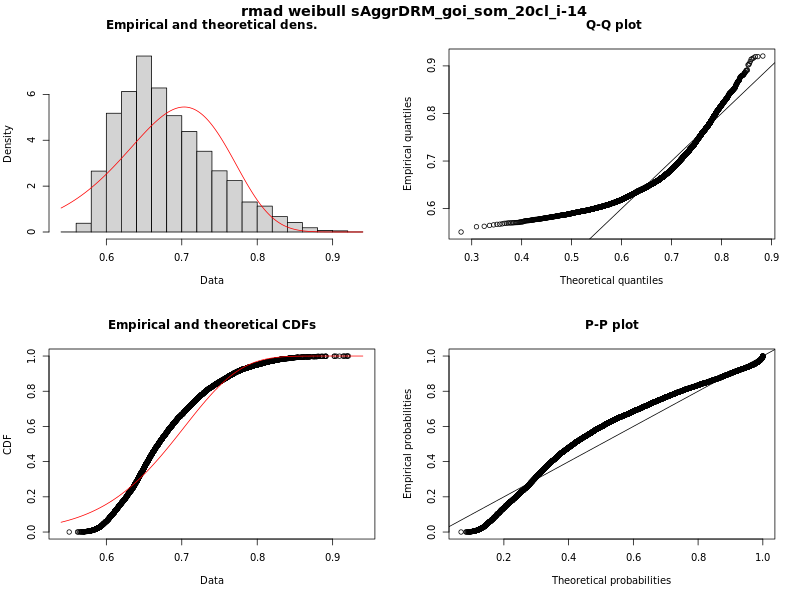 rmad weibull sAggrDRM_goi_som_20cl_i-14
Empirical and theoretical dens.
Density
0 2 4 6
0.6 0.7 0.8 0.9
Data
Q-Q plot
Empirical quantiles
0.6 0.7 0.8 0.9
0.3 0.4 0.5 0.6 0.7 0.8 0.9
Theoretical quantiles
Empirical and theoretical CDFs
CDF
0.0 0.2 0.4 0.6 0.8 1.0
0.6 0.7 0.8 0.9
Data
P-P plot
Empirical probabilities
0.0 0.2 0.4 0.6 0.8 1.0
0.2 0.4 0.6 0.8 1.0
Theoretical probabilities